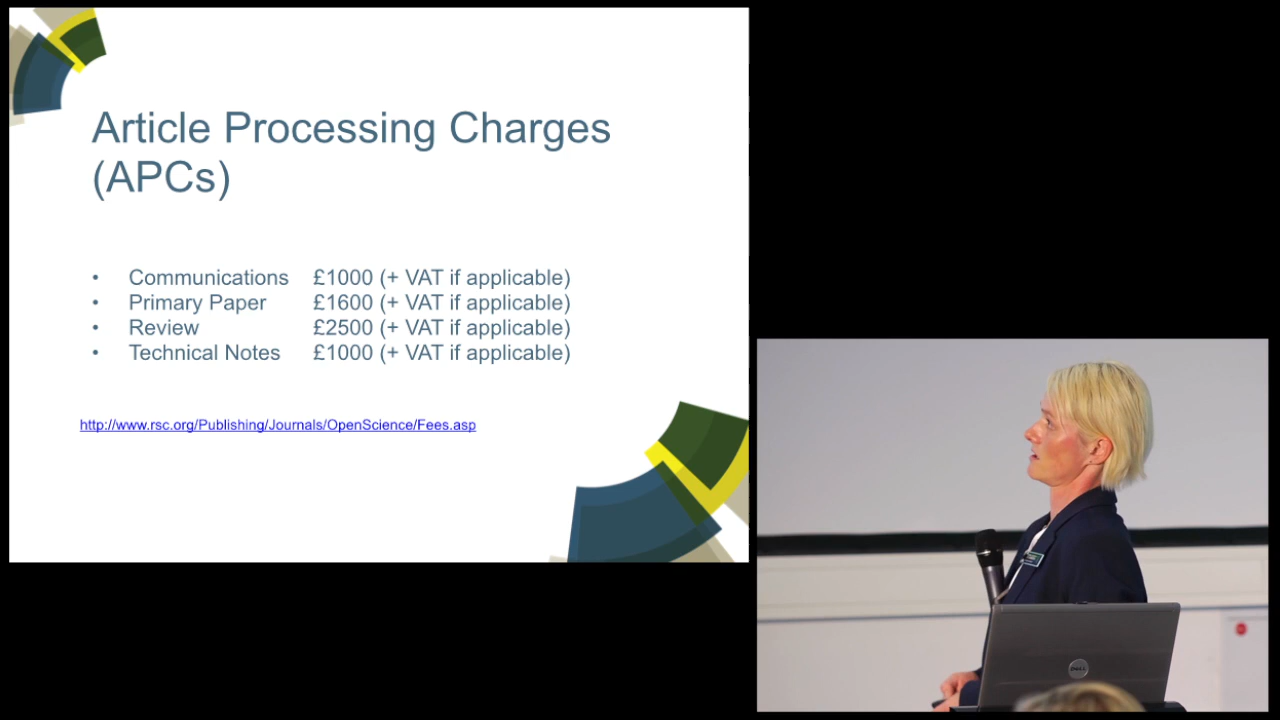 Article Processing Charges
(APCs)
• Communications £1000 (+ VAT if applicable)
• Primary Paper £1600 (+ VAT if applicable)
• Review £2500 (+ VAT if applicable)
• Technical Notes £1000 (+ VAT if applicable)
http://www.rsc.org/Publishing/Journals/OpenScience/Fees.asp
DELL